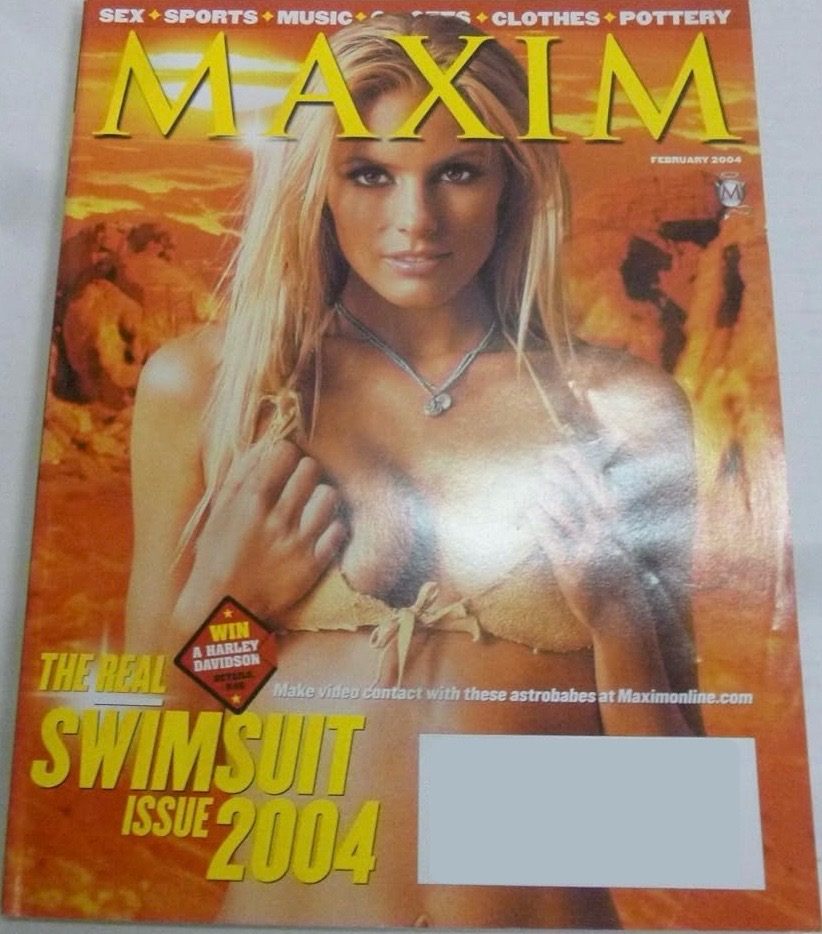 SEX ✦ SPORTS ✦ MUSIC ✦ ✦ CLOTHES ✦ POTTERY
MAXIM
FEBRUARY 2004
M
WIN
A HARLEY
DAVIDSON
THE REAL
SWIMSUIT
ISSUE 2004
Make video contact with these astrobabes at Maximonline.com